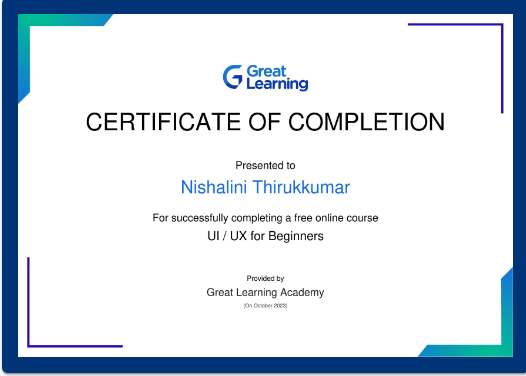 Great
Learning
CERTIFICATE OF COMPLETION
Presented to
Nishalini Thirukkumar
For successfully completing a free online course
UI / UX for Beginners
Provided by
Great Learning Academy
(On October 2023)